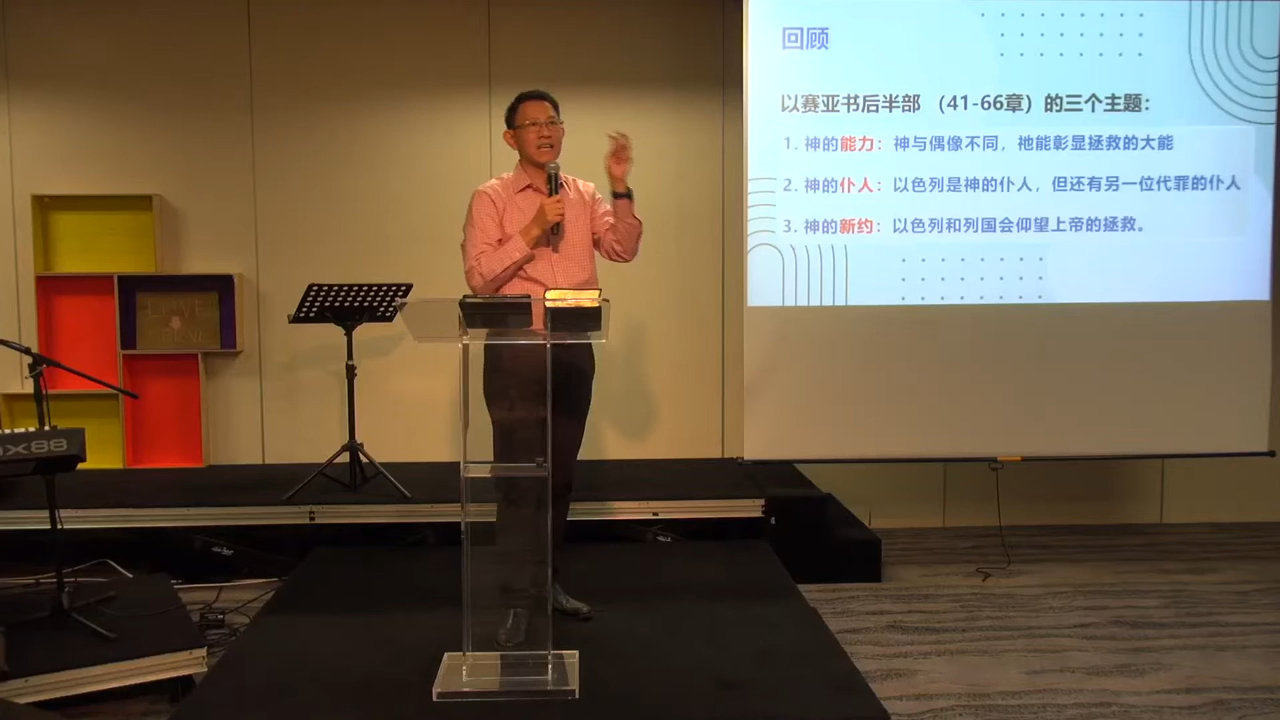 回顾
以赛亚书后半部 （41-66章）的三个主题：
1. 神的能力：神与偶像不同，祂能彰显拯救的大能
2. 神的仆人：以色列是神的仆人，但还有另一位代罪的仆人
3. 神的新约：以色列和列国会仰望上帝的拯救。
LOVE
X88